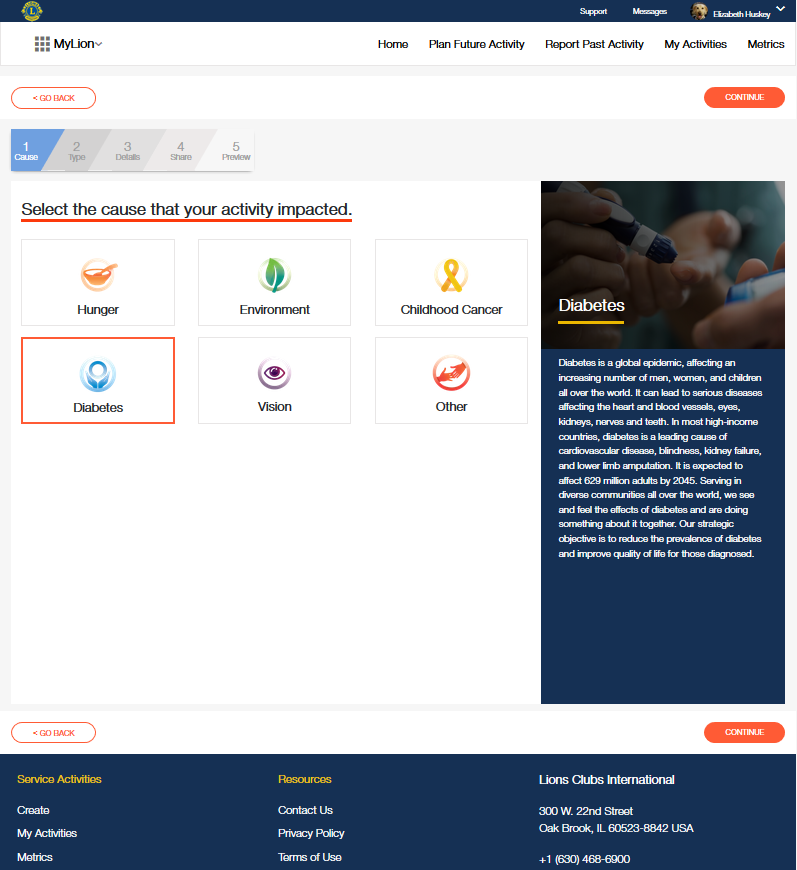 L
Support Messages Elizabeth Huskey
MyLion Home Plan Future Activity Report Past Activity My Activities Metrics
< GO BACK CONTINUE
1 2 3 4 5
Cause Type Details Share Preview
Select the cause that your activity impacted.
Hunger Environment Childhood Cancer
Diabetes Vision Other
Diabetes
Diabetes is a global epidemic, affecting an
increasing number of men, women, and children
all over the world. It can lead to serious diseases
affecting the heart and blood vessels, eyes,
kidneys, nerves and teeth. In most high-income
countries, diabetes is a leading cause of
cardiovascular disease, blindness, kidney failure,
and lower limb amputation. It is expected to
affect 629 million adults by 2045. Serving in
diverse communities all over the world, we see
and feel the effects of diabetes and are doing
something about it together. Our strategic
objective is to reduce the prevalence of diabetes
and improve quality of life for those diagnosed.
< GO BACK CONTINUE
Service Activities
Create
My Activities
Metrics
Resources
Contact Us
Privacy Policy
Terms of Use
Lions Clubs International
300 W. 22nd Street
Oak Brook, IL 60523-8842 USA
+1 (630) 468-6900